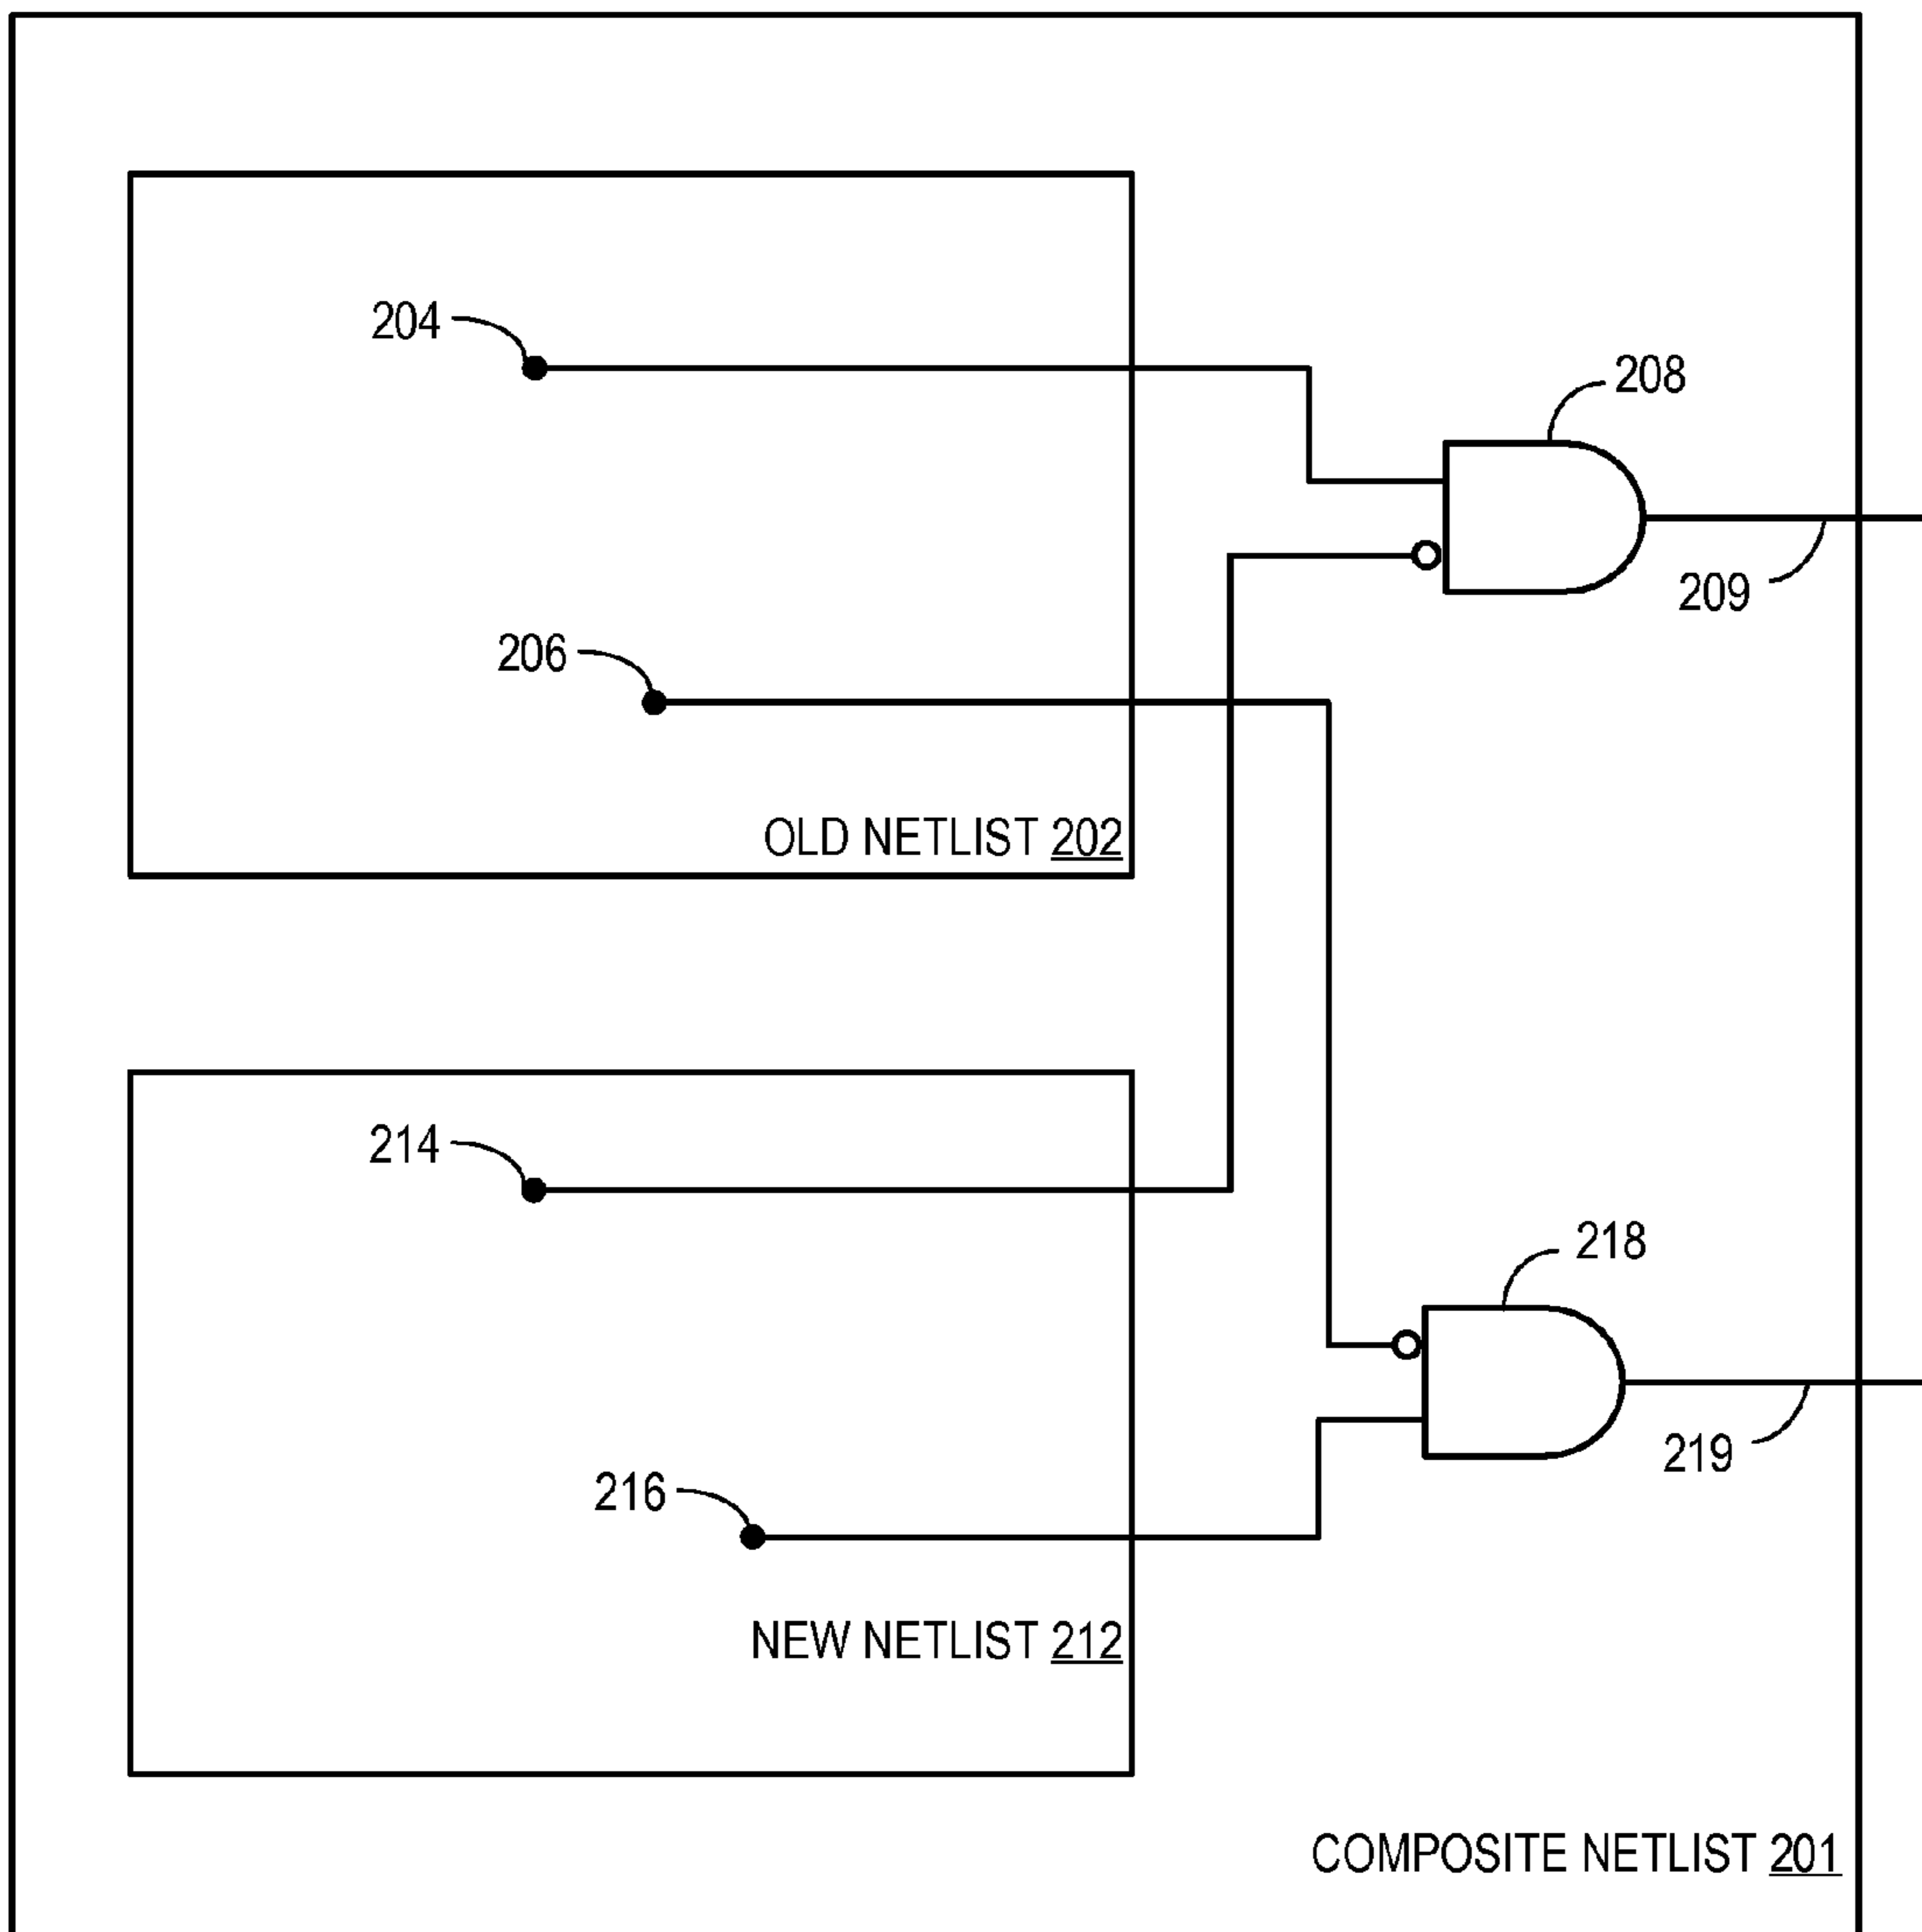 204
208
209
206
OLD NETLIST 202
214
218
219
216
NEW NETLIST 212
COMPOSITE NETLIST 201